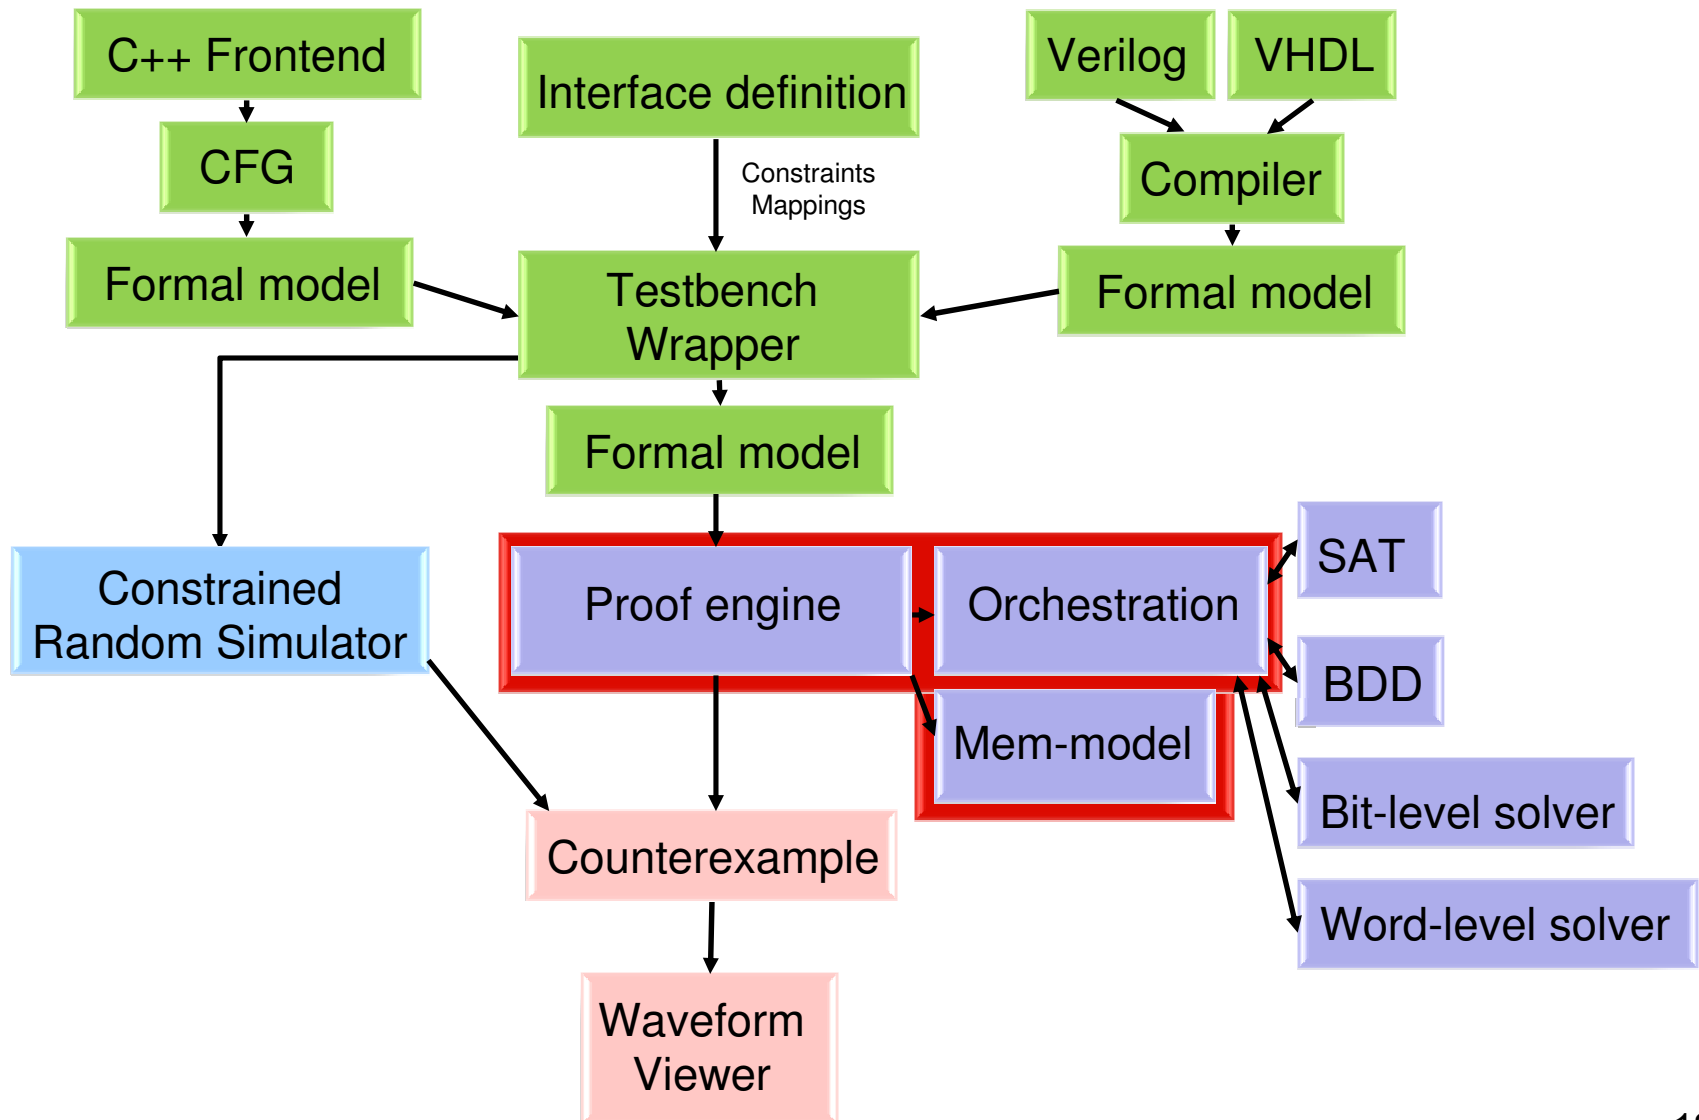 C++ Frontend
Interface definition
Verilog
VHDL
CFG
Constraints
Mappings
Compiler
Formal model
Testbench
Wrapper
Formal model
Formal model
Constrained
Random Simulator
Proof engine
Orchestration
SAT
BDD
Mem-model
Bit-level solver
Counterexample
Word-level solver
Waveform
Viewer